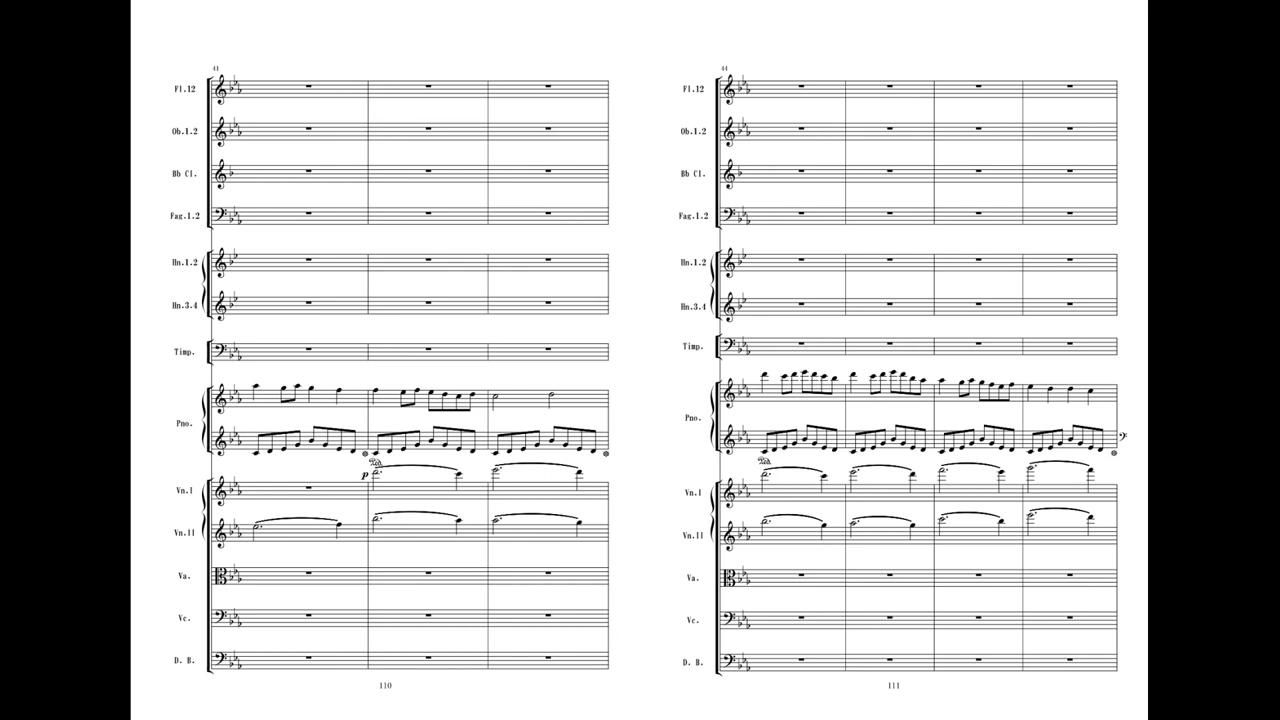 41
Fl.12
Ob.1.2
Bb Cl.
Fag.1.2
Hn.1.2
Hn.3.4
Timp.
Pno.
Vn.I
p
Vn.II
Va.
Vc.
D. B.
110
44
Fl.12
Ob.1.2
Bb Cl.
Fag.1.2
Hn.1.2
Hn.3.4
Timp.
Pno.
Vn.I
Vn.II
Va.
Vc.
D. B.
111